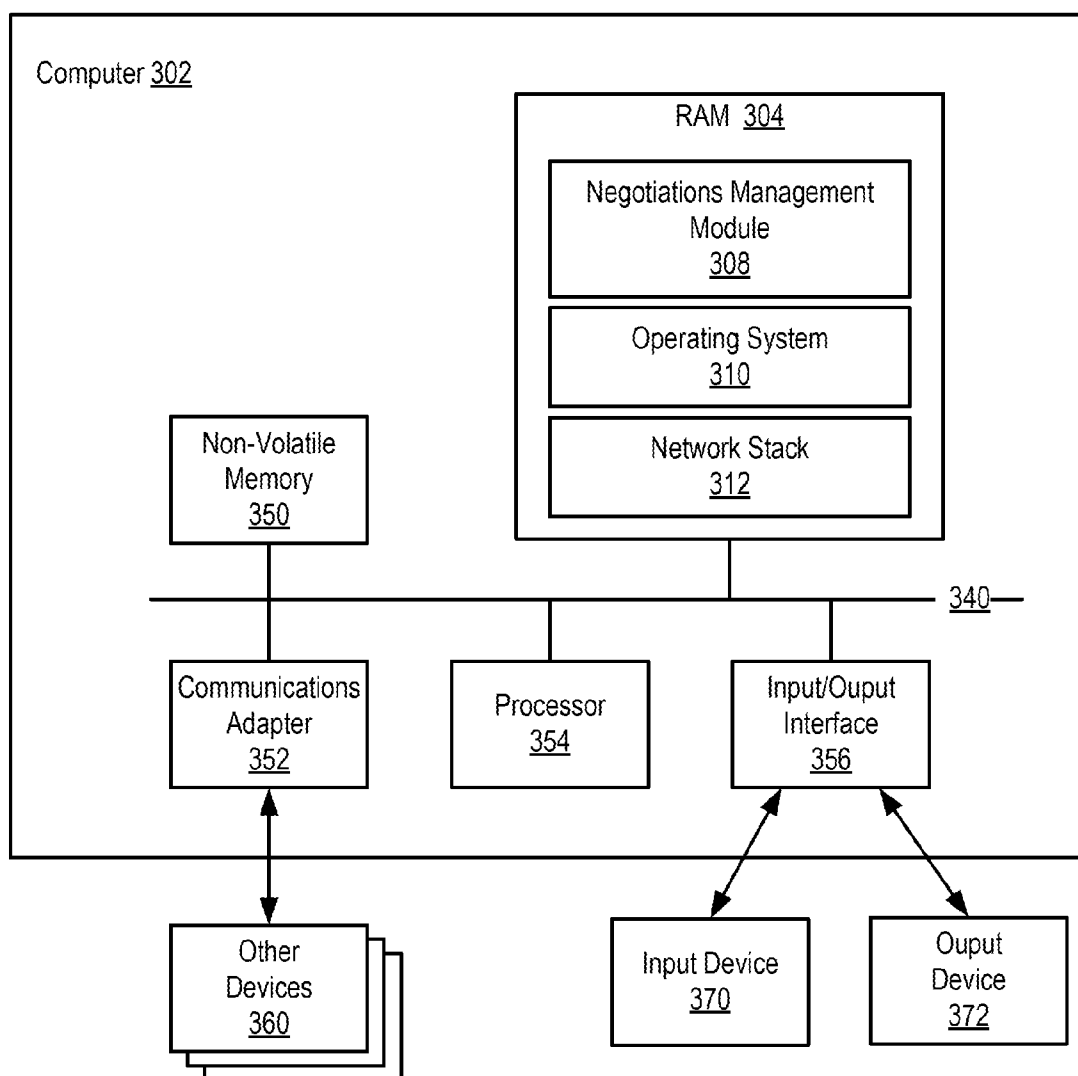 Computer 302
RAM 304
Negotiations Management
Module
308
Operating System
310
Network Stack
312
Non-Volatile
Memory
350
340
Communications
Adapter
352
Processor
354
Input/Ouput
Interface
356
Other
Devices
360
Input Device
370
Ouput
Device
372